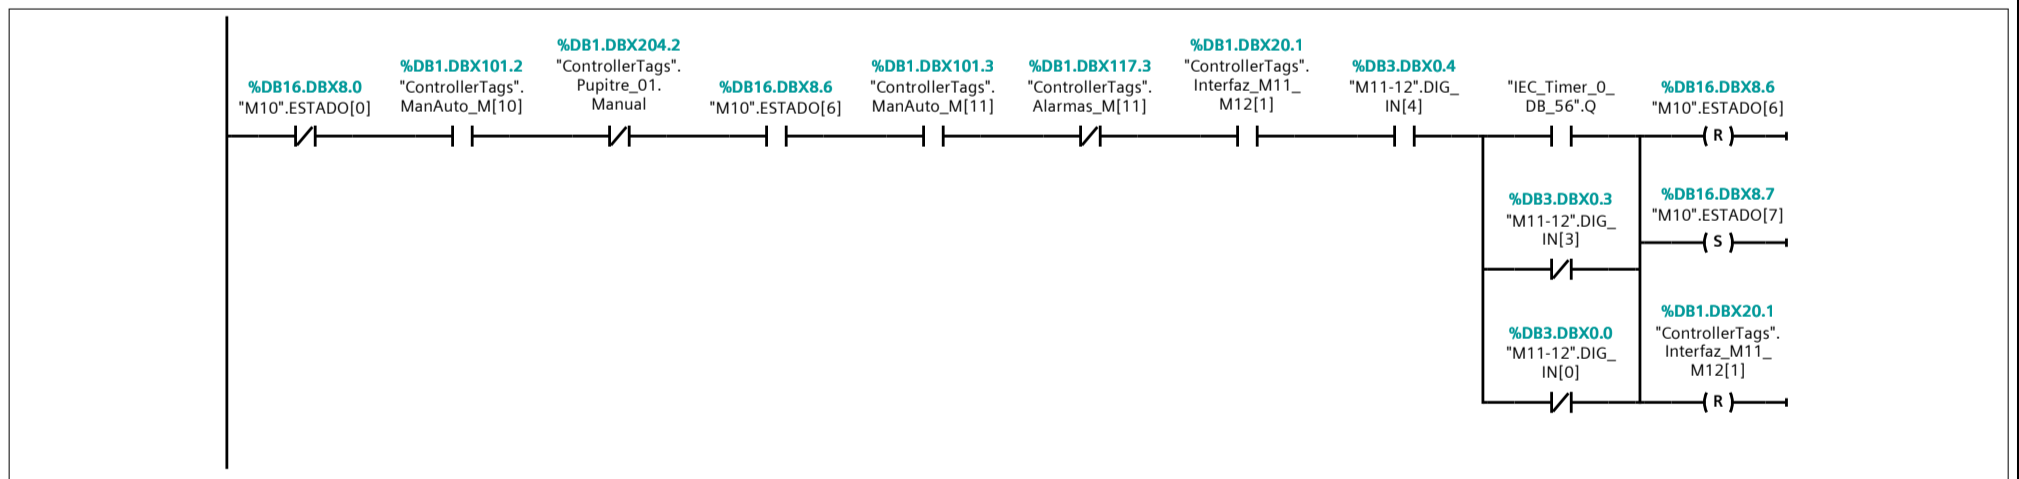 %DB16.DBX8.0
"M10".ESTADO[0]
%DB1.DBX101.2
"ControllerTags".
ManAuto_M[10]
%DB1.DBX204.2
"ControllerTags".
Pupitre_01.
Manual
%DB16.DBX8.6
"M10".ESTADO[6]
%DB1.DBX101.3
"ControllerTags".
ManAuto_M[11]
%DB1.DBX117.3
"ControllerTags".
Alarmas_M[11]
%DB1.DBX20.1
"ControllerTags".
Interfaz_M11_
M12[1]
%DB3.DBX0.4
"M11-12".DIG_
IN[4]
"IEC_Timer_0_
DB_56".Q
%DB16.DBX8.6
"M10".ESTADO[6]
R
%DB3.DBX0.3
"M11-12".DIG_
IN[3]
%DB16.DBX8.7
"M10".ESTADO[7]
S
%DB3.DBX0.0
"M11-12".DIG_
IN[0]
%DB1.DBX20.1
"ControllerTags".
Interfaz_M11_
M12[1]
R